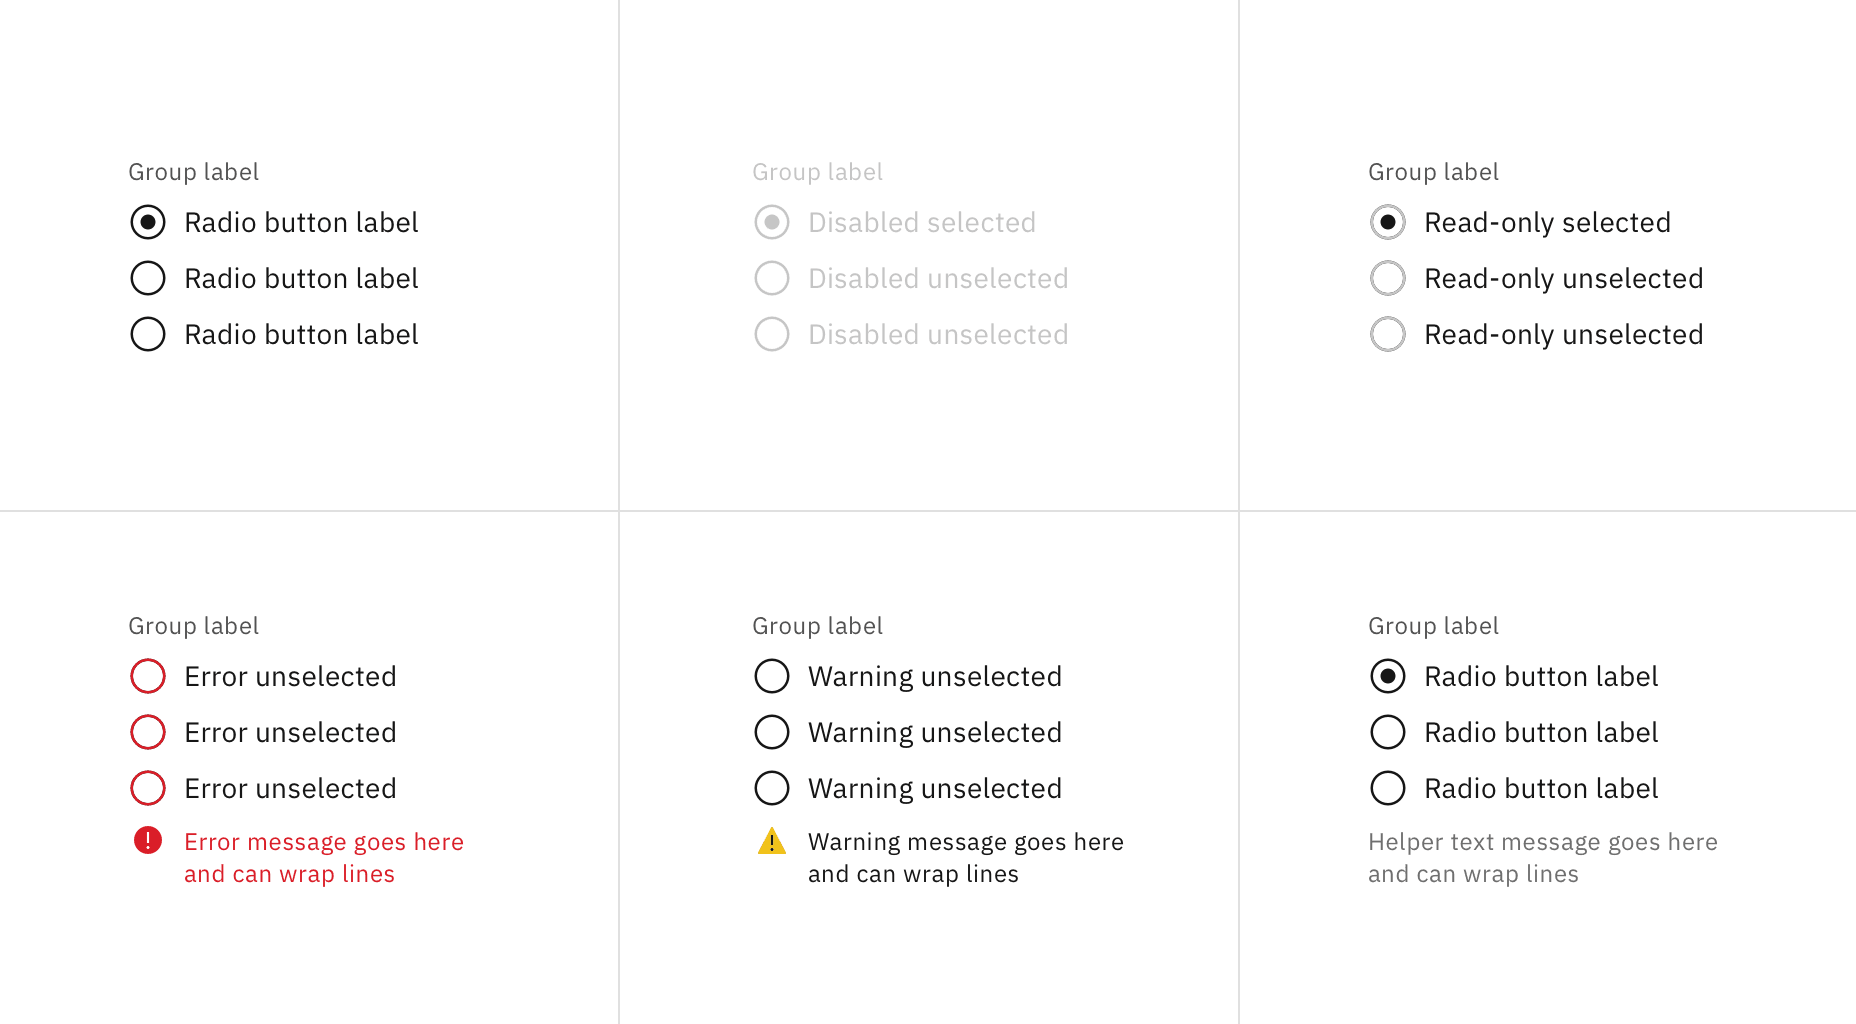 Group label
Radio button label
Radio button label
Radio button label
Group label
Disabled selected
Disabled unselected
Disabled unselected
Group label
Read-only selected
Read-only unselected
Read-only unselected
Group label
Error unselected
Error unselected
Error unselected
Error message goes here
and can wrap lines
Group label
Warning unselected
Warning unselected
Warning unselected
Warning message goes here
and can wrap lines
Group label
Radio button label
Radio button label
Radio button label
Helper text message goes here
and can wrap lines